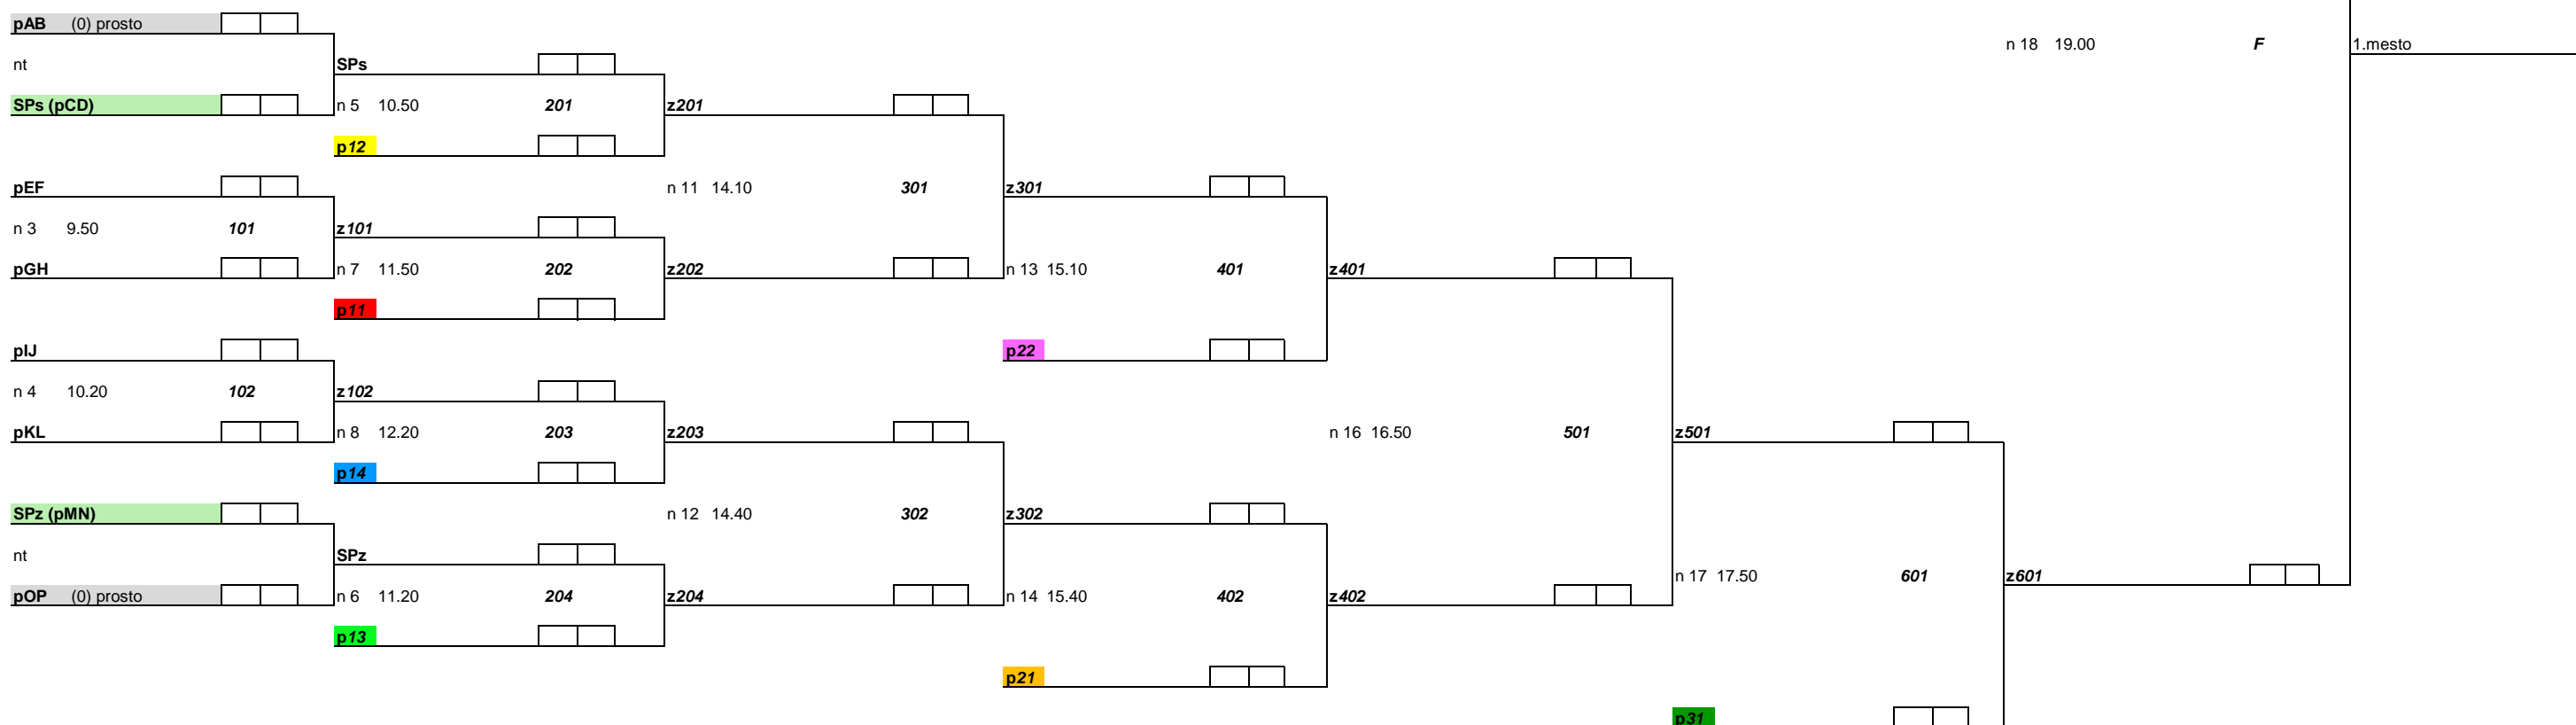 pAB (0) prosto
n 18 19.00 F 1.mesto
nt SPs
SPs (pCD) n 5 10.50 201 z201
p12
pEF n 11 14.10 301 z301
n 3 9.50 101 z101
pGH n 7 11.50 202 z202 n 13 15.10 401 z401
p11
pIJ p22
n 4 10.20 102 z102
pKL n 8 12.20 203 z203 n 16 16.50 501 z501
p14
SPz (pMN) n 12 14.40 302 z302
nt SPz
n 17 17.50 601 z601
pOP (0) prosto n 6 11.20 204 z204 n 14 15.40 402 z402
p13
p21
p31